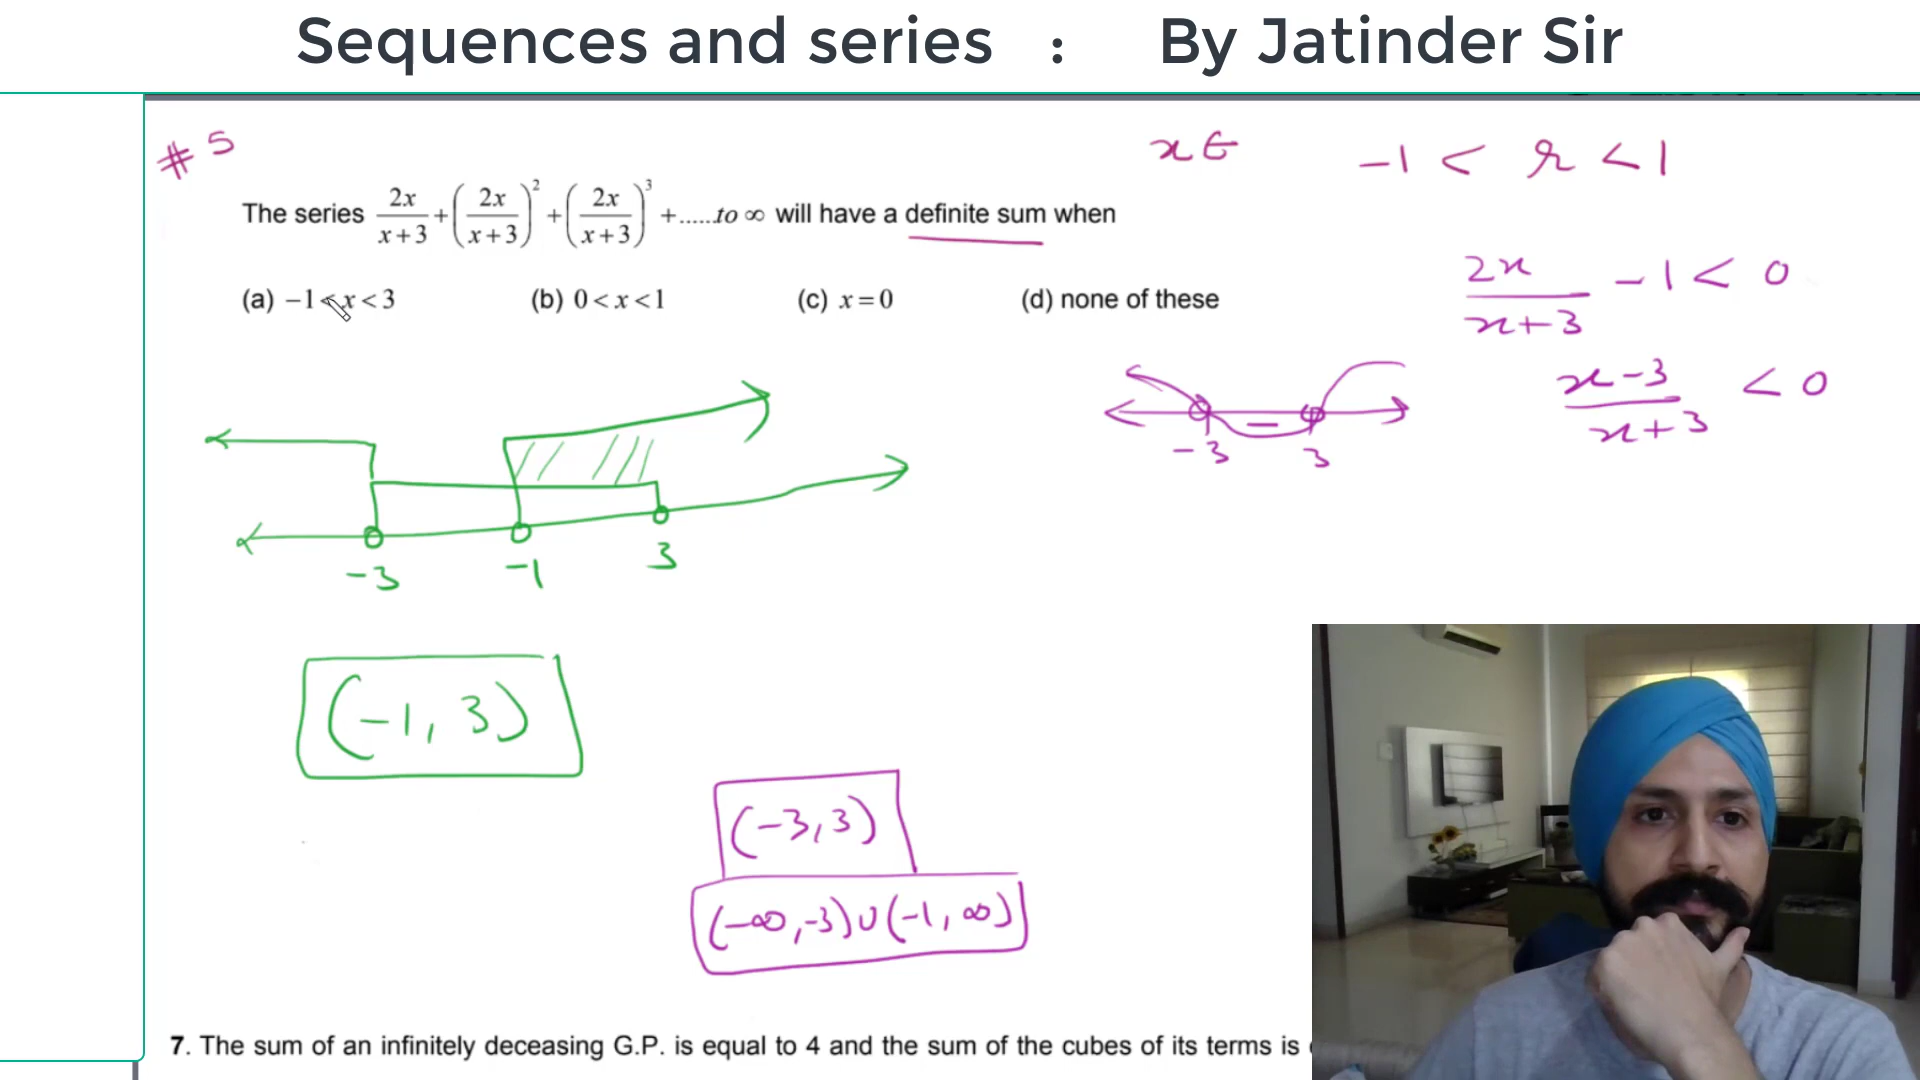 Sequences and series : By Jatinder Sir
# 5
x ∈ -1 < r < 1
The series 2x/(x+3) + (2x/(x+3))² + (2x/(x+3))³ + ......to ∞ will have a definite sum when
(a) −1 < x < 3 (b) 0 < x < 1 (c) x = 0 (d) none of these
2x/(x+3) - 1 < 0
(x-3)/(x+3) < 0
-3 3
-3 -1 3
(-1, 3)
(-3, 3)
(-∞, -3) ∪ (-1, ∞)
7. The sum of an infinitely deceasing G.P. is equal to 4 and the sum of the cubes of its terms is